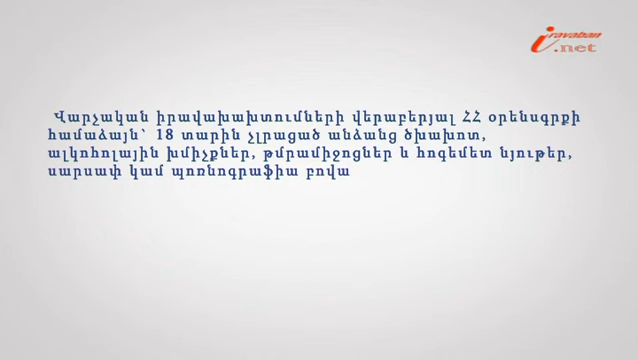 iravaban
.net
Վարչական իրավախախտումների վերաբերյալ ՀՀ օրենսգրքի
համաձայն՝ 18 տարին չլրացած անձանց ծխախոտ,
ալկոհոլային խմիչքներ, թմրամիջոցներ և հոգեմետ նյութեր,
սարսափ կամ պոռնոգրաֆիա բովա